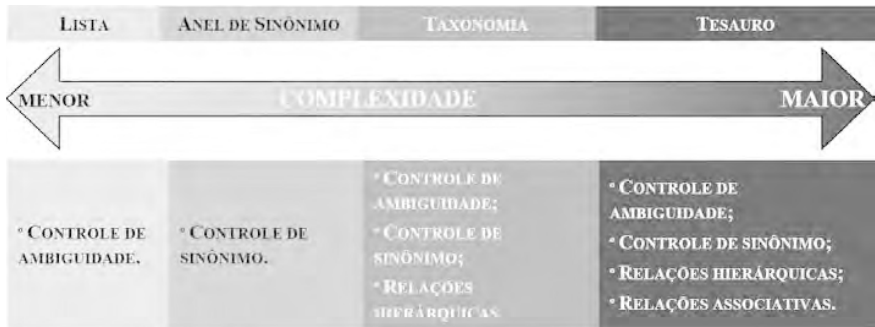 LISTA
ANEL DE SINÔNIMO
TAXONOMIA
TESAURO
MENOR
COMPLEXIDADE
MAIOR
º CONTROLE DE
AMBIGUIDADE.
º CONTROLE DE
SINÔNIMO.
º CONTROLE DE
AMBIGUIDADE;
º CONTROLE DE
SINÔNIMO;
º RELAÇÕES
HIERÁRQUICAS.
º CONTROLE DE
AMBIGUIDADE;
º CONTROLE DE SINÔNIMO;
º RELAÇÕES HIERÁRQUICAS;
º RELAÇÕES ASSOCIATIVAS.